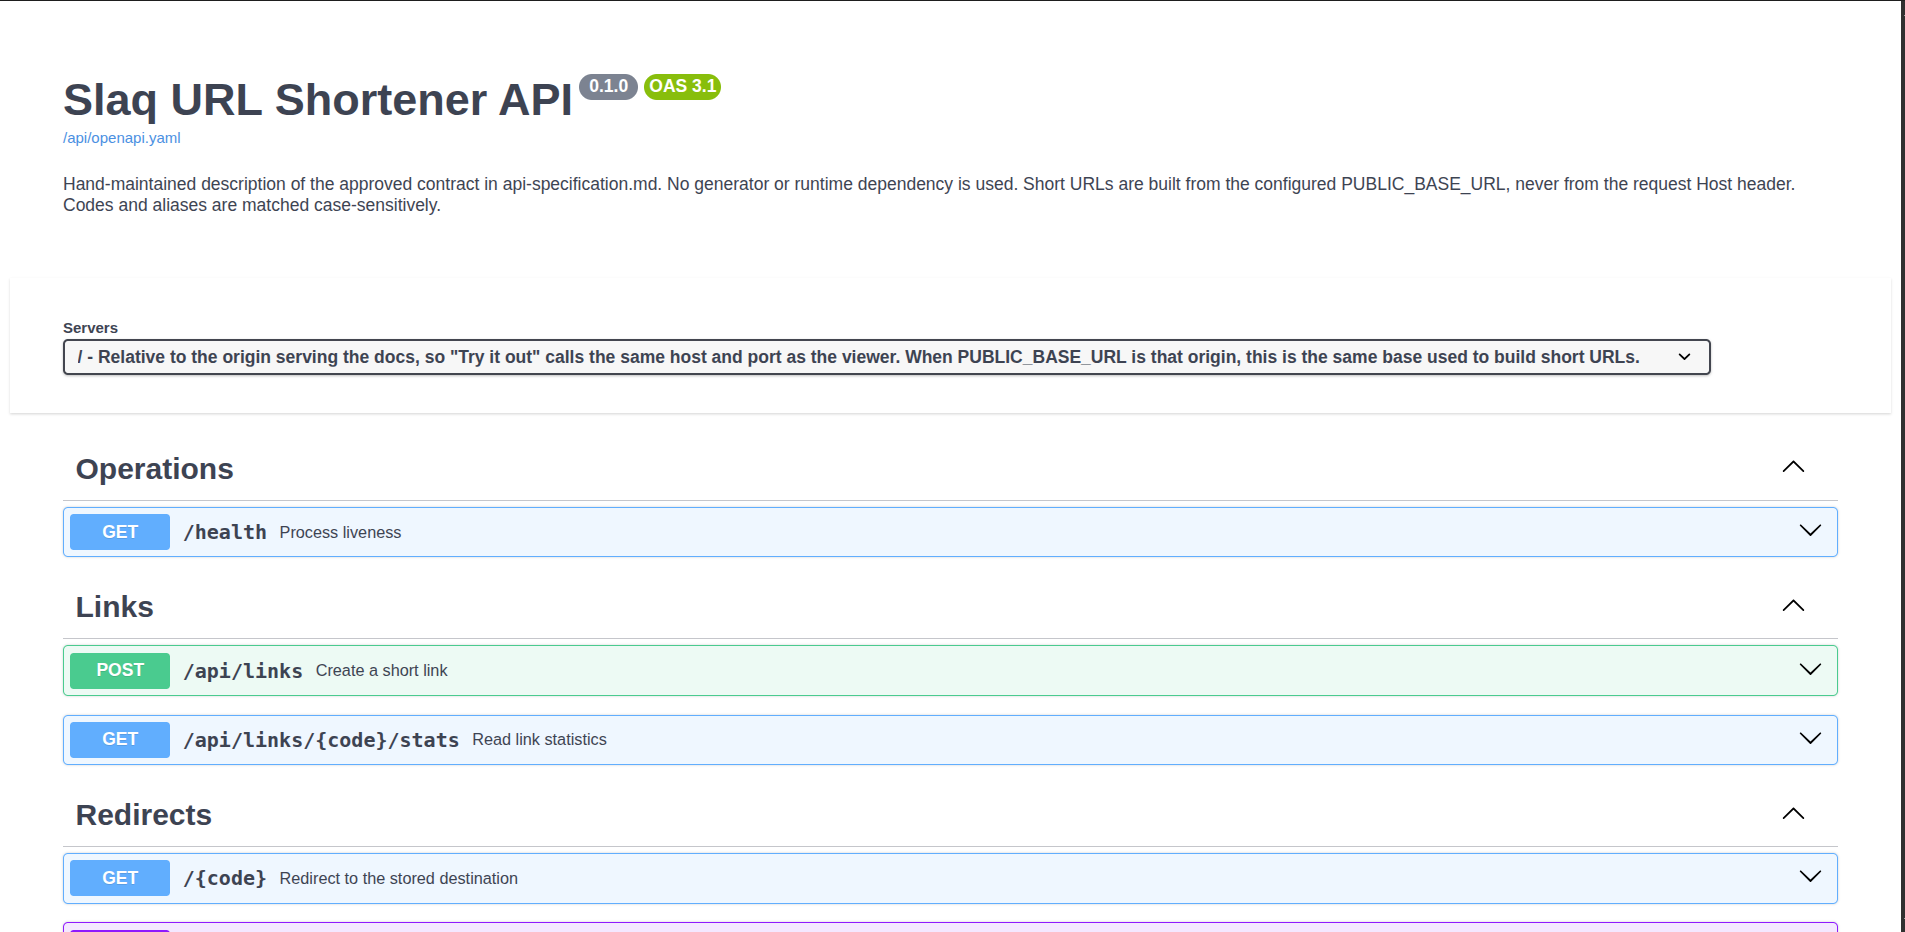 Slaq URL Shortener API 0.1.0 OAS 3.1
/api/openapi.yaml
Hand-maintained description of the approved contract in api-specification.md. No generator or runtime dependency is used. Short URLs are built from the configured PUBLIC_BASE_URL, never from the request Host header.
Codes and aliases are matched case-sensitively.
Servers
/ - Relative to the origin serving the docs, so "Try it out" calls the same host and port as the viewer. When PUBLIC_BASE_URL is that origin, this is the same base used to build short URLs.
Operations
GET /health Process liveness
Links
POST /api/links Create a short link
GET /api/links/{code}/stats Read link statistics
Redirects
GET /{code} Redirect to the stored destination